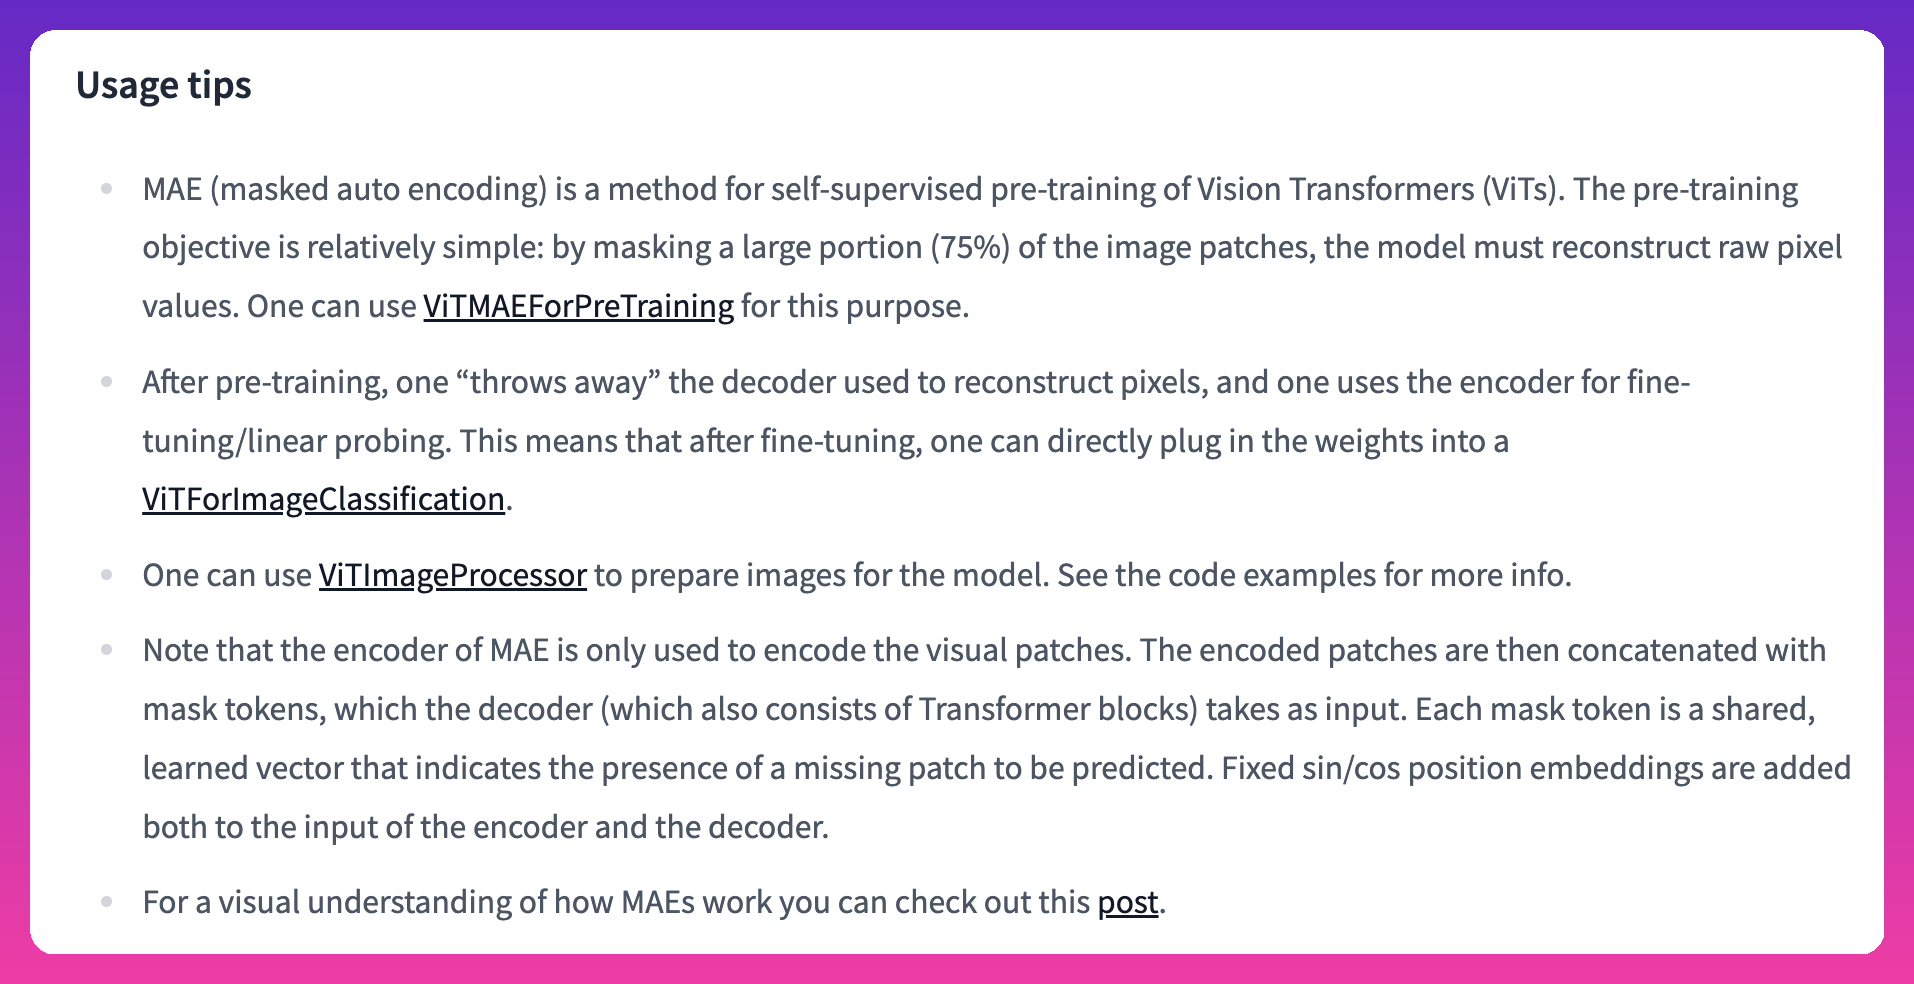 Usage tips
MAE (masked auto encoding) is a method for self-supervised pre-training of Vision Transformers (ViTs). The pre-training
objective is relatively simple: by masking a large portion (75%) of the image patches, the model must reconstruct raw pixel
values. One can use ViTMAEForPreTraining for this purpose.
After pre-training, one “throws away” the decoder used to reconstruct pixels, and one uses the encoder for fine-
tuning/linear probing. This means that after fine-tuning, one can directly plug in the weights into a
ViTForImageClassification.
One can use ViTImageProcessor to prepare images for the model. See the code examples for more info.
Note that the encoder of MAE is only used to encode the visual patches. The encoded patches are then concatenated with
mask tokens, which the decoder (which also consists of Transformer blocks) takes as input. Each mask token is a shared,
learned vector that indicates the presence of a missing patch to be predicted. Fixed sin/cos position embeddings are added
both to the input of the encoder and the decoder.
For a visual understanding of how MAEs work you can check out this post.